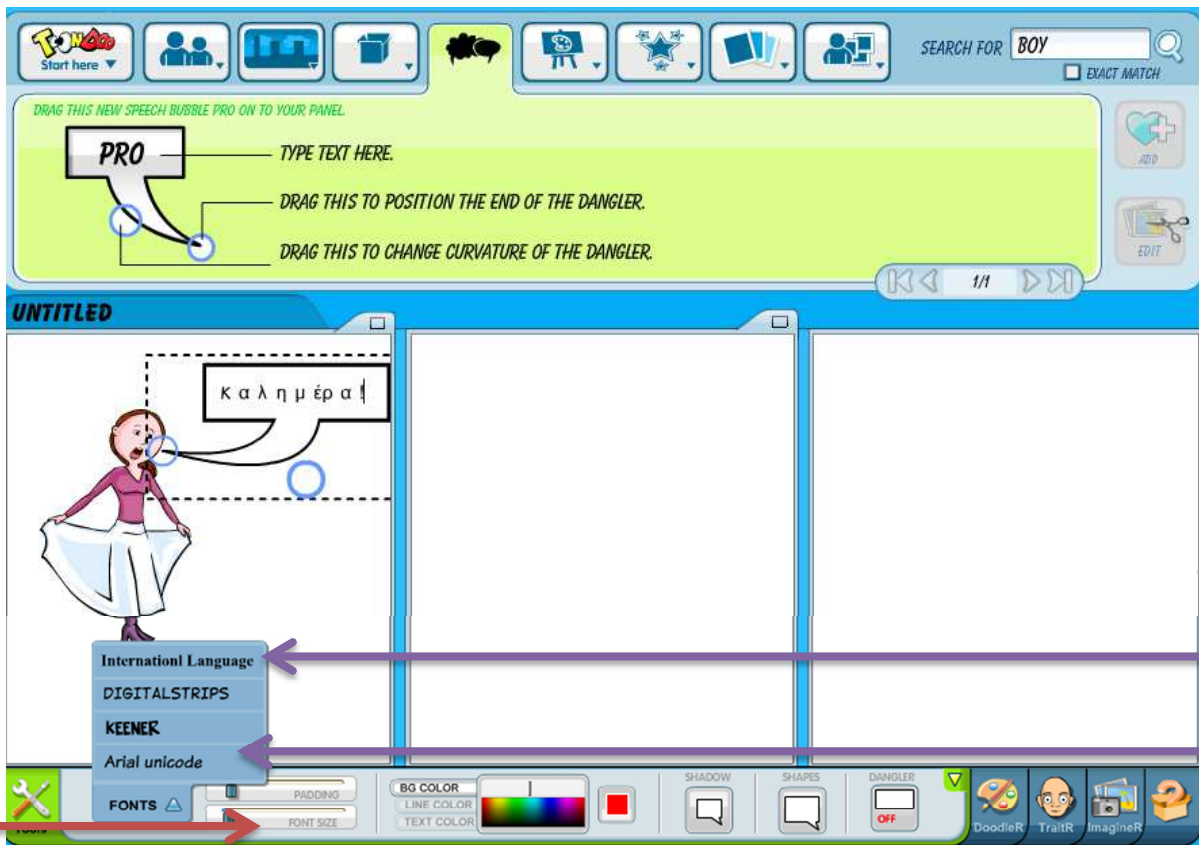 TOONDOO
Start here
SEARCH FOR BOY
EXACT MATCH
DRAG THIS NEW SPEECH BUBBLE PRO ON TO YOUR PANEL.
PRO
TYPE TEXT HERE.
DRAG THIS TO POSITION THE END OF THE DANGLER.
DRAG THIS TO CHANGE CURVATURE OF THE DANGLER.
ADD
EDIT
1/1
UNTITLED
Καλημέρα!
Internationl Language
DIGITALSTRIPS
KEENER
Arial unicode
FONTS
PADDING
FONT SIZE
BG COLOR
LINE COLOR
TEXT COLOR
SHADOW
SHAPES
DANGLER
OFF
Tools
DoodleR
TraitR
ImagineR